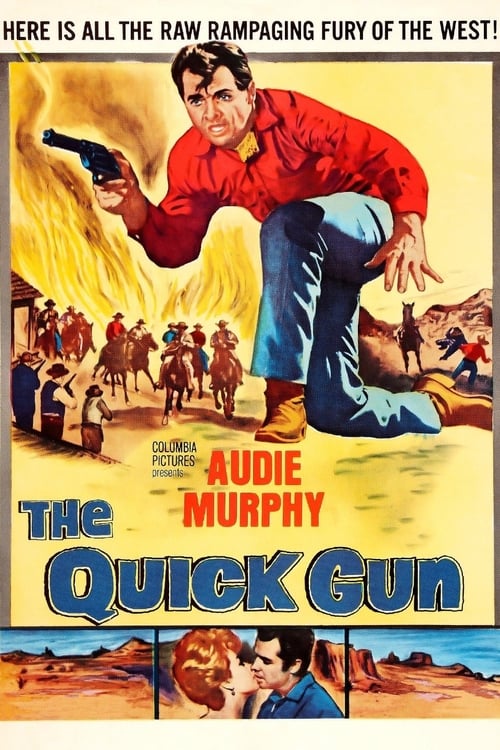 HERE IS ALL THE RAW RAMPAGING FURY OF THE WEST!
COLUMBIA
PICTURES
presents
AUDIE
MURPHY
THE
QUICK GUN